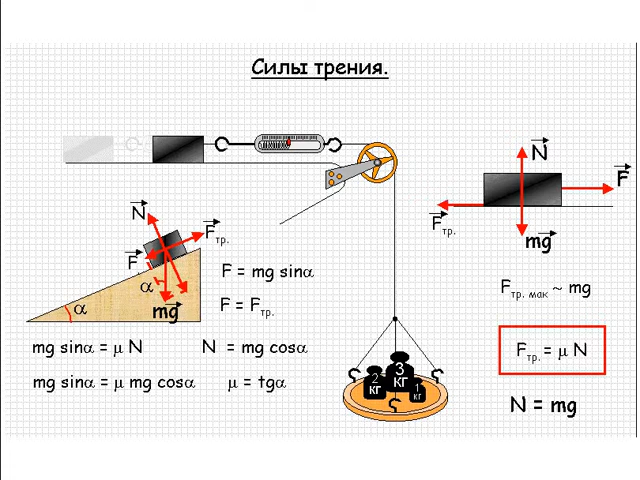 Силы трения.
N
F
Fтр.
mg
N
Fтр.
F
α
mg
α
F = mg sinα
F = Fтр.
Fтр. мак ~ mg
mg sinα = μ N
N = mg cosα
Fтр. = μ N
mg sinα = μ mg cosα
μ = tgα
2 кг
3 кг
1 кг
N = mg